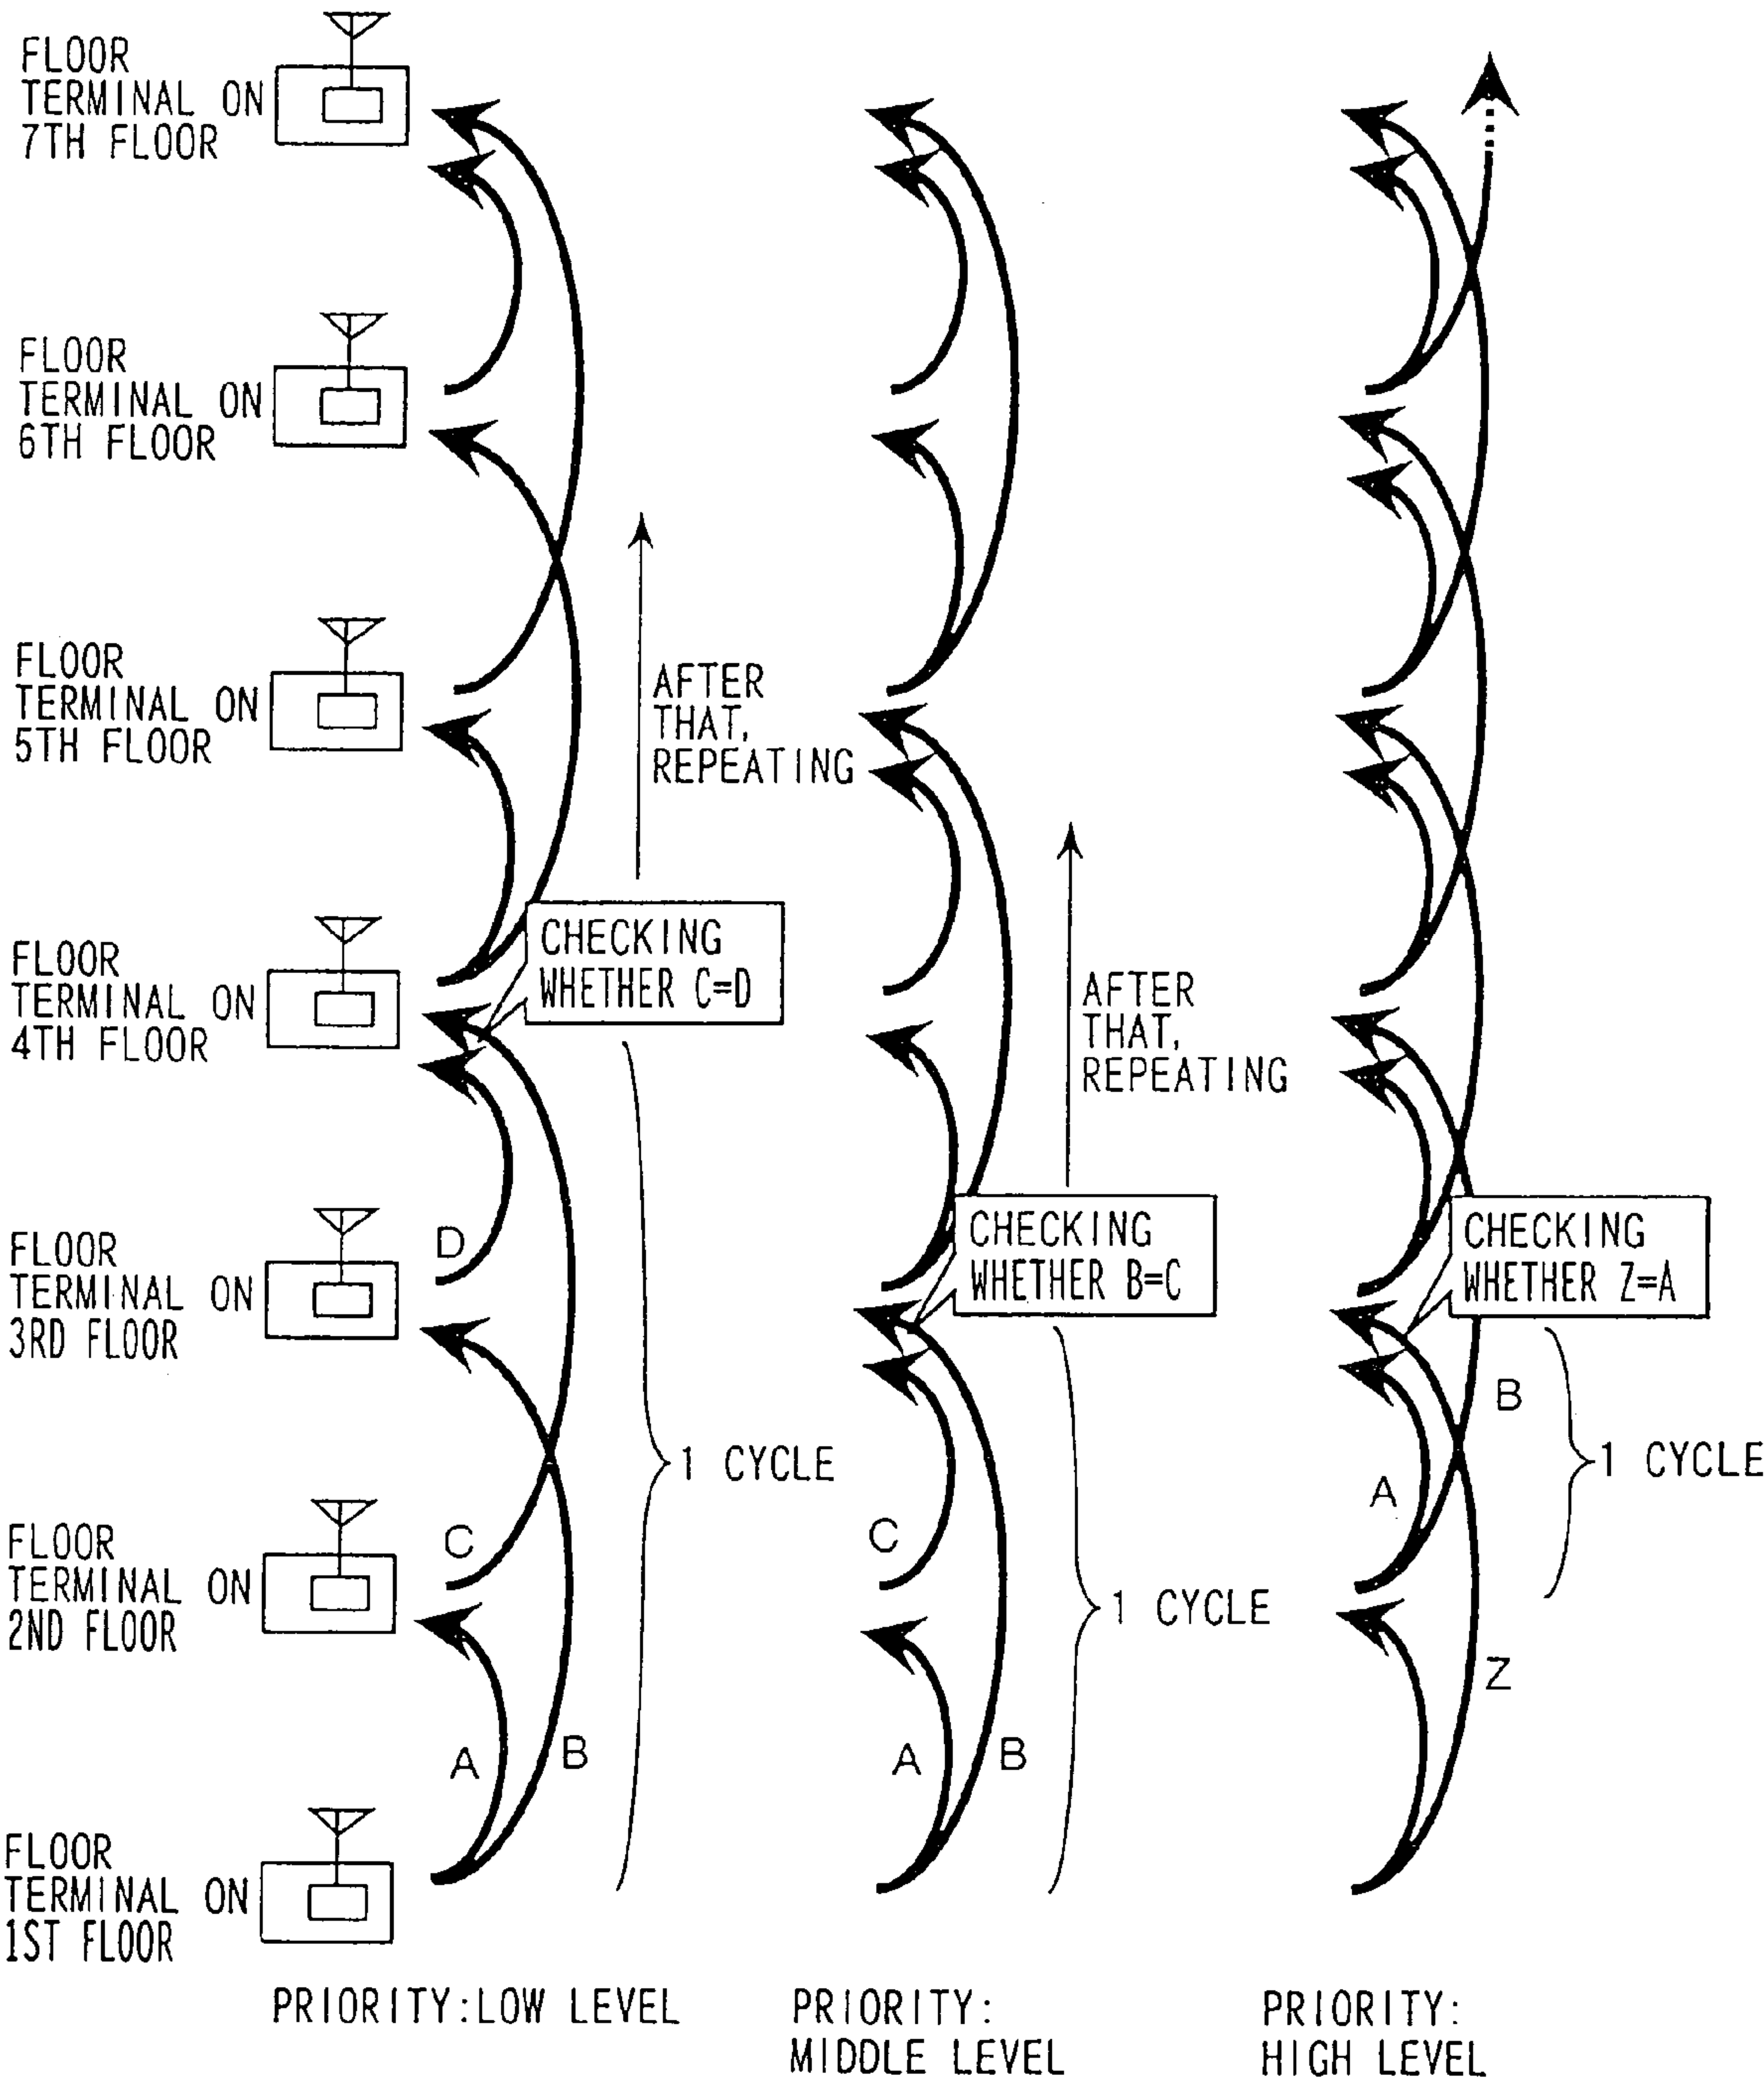 FLOOR
TERMINAL ON
7TH FLOOR
FLOOR
TERMINAL ON
6TH FLOOR
FLOOR
TERMINAL ON
5TH FLOOR
AFTER
THAT,
REPEATING
FLOOR
TERMINAL ON
4TH FLOOR
CHECKING
WHETHER C=D
AFTER
THAT,
REPEATING
FLOOR
TERMINAL ON
3RD FLOOR
D
CHECKING
WHETHER B=C
CHECKING
WHETHER Z=A
B
1 CYCLE
1 CYCLE
A
FLOOR
TERMINAL ON
2ND FLOOR
C
C
1 CYCLE
Z
A
B
A
B
FLOOR
TERMINAL ON
1ST FLOOR
PRIORITY:LOW LEVEL
PRIORITY:
MIDDLE LEVEL
PRIORITY:
HIGH LEVEL